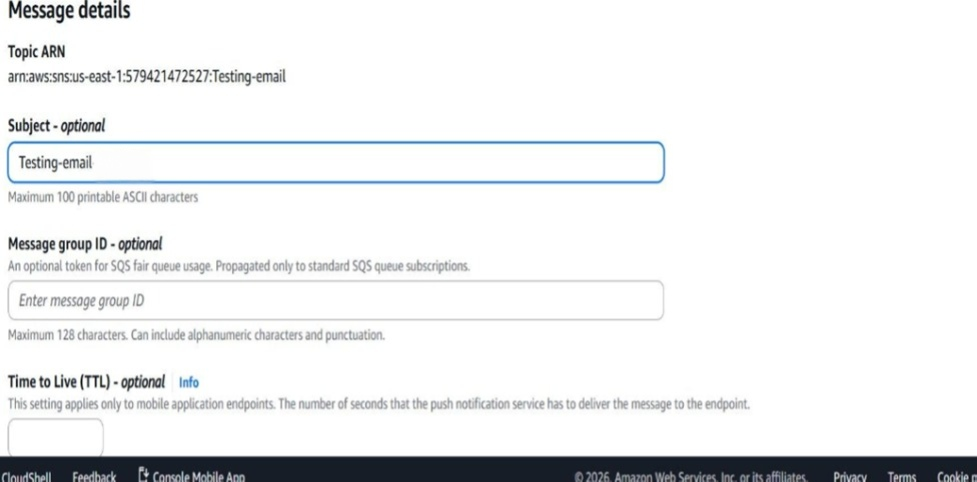 Message details
Topic ARN
arn:aws:sns:us-east-1:579421472527:Testing-email
Subject - optional
Testing-email
Maximum 100 printable ASCII characters
Message group ID - optional
An optional token for SQS fair queue usage. Propagated only to standard SQS queue subscriptions.
Enter message group ID
Maximum 128 characters. Can include alphanumeric characters and punctuation.
Time to Live (TTL) - optional Info
This setting applies only to mobile application endpoints. The number of seconds that the push notification service has to deliver the message to the endpoint.
CloudShell Feedback Console Mobile App © 2026, Amazon Web Services, Inc. or its affiliates. Privacy Terms Cookie